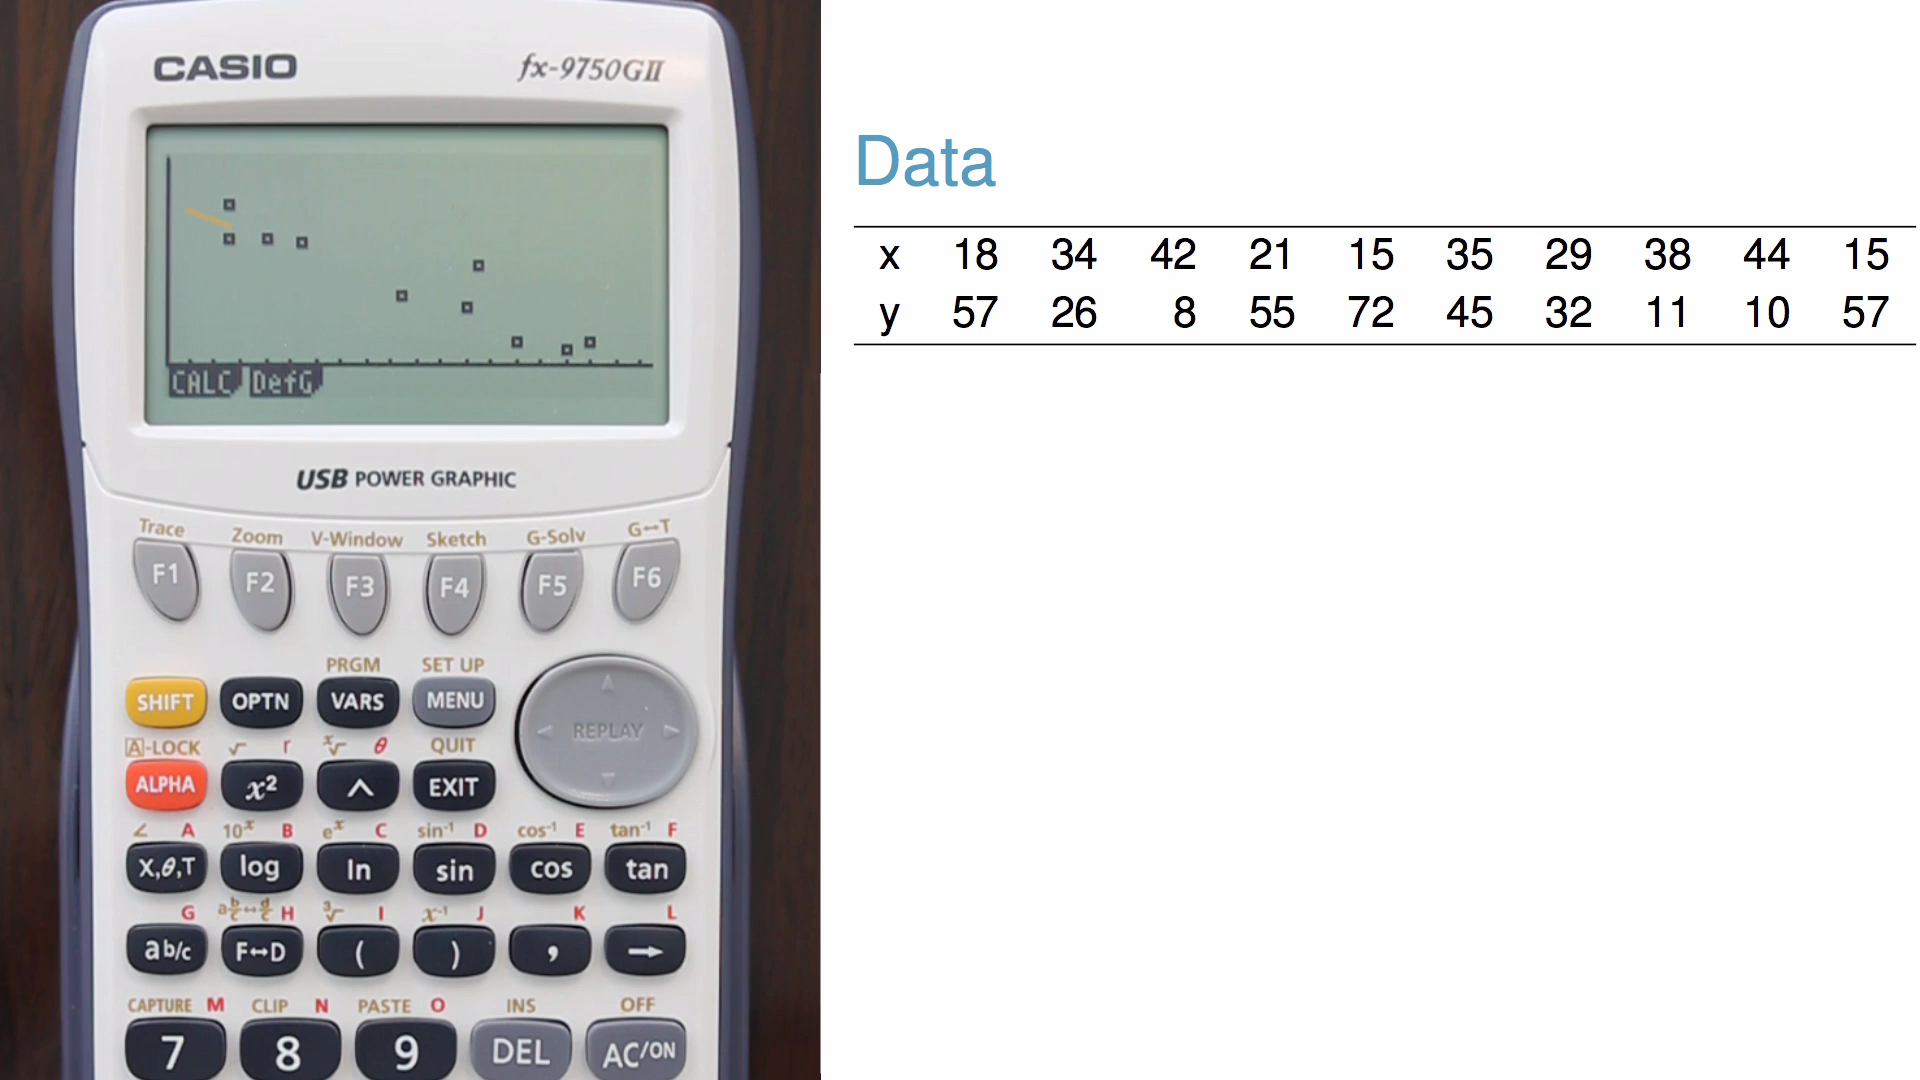 CASIO fx-9750GII
CALC DefG
USB POWER GRAPHIC
Trace Zoom V-Window Sketch G-Solv G↔T
F1 F2 F3 F4 F5 F6
PRGM SET UP
SHIFT OPTN VARS MENU
REPLAY
A-LOCK √ r ˣ√ θ QUIT
ALPHA x² ^ EXIT
∠ A 10ˣ B eˣ C sin⁻¹ D cos⁻¹ E tan⁻¹ F
X,θ,T log ln sin cos tan
G a b/c↔d/c H ³√ I x⁻¹ J K L
a b/c F↔D ( ) , →
CAPTURE M CLIP N PASTE O INS OFF
7 8 9 DEL AC/ON
Data
x 18 34 42 21 15 35 29 38 44 15
y 57 26 8 55 72 45 32 11 10 57